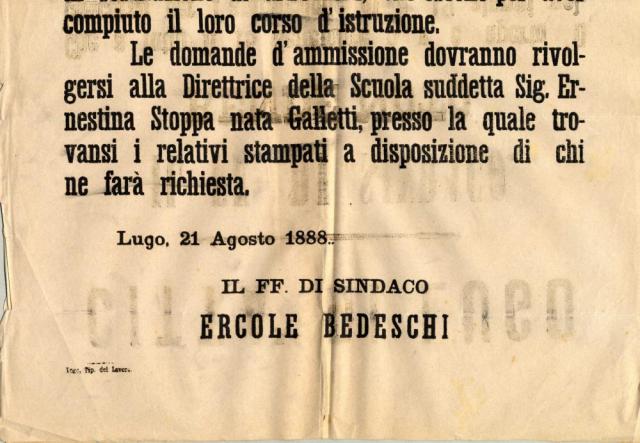 compiuto il loro corso d'istruzione.
Le domande d'ammissione dovranno rivol-
gersi alla Direttrice della Scuola suddetta Sig. Er-
nestina Stoppa nata Galletti, presso la quale tro-
vansi i relativi stampati a disposizione di chi
ne farà richiesta.
Lugo, 21 Agosto 1888.
IL FF. DI SINDACO
ERCOLE BEDESCHI
Lugo, Tip. del Lavoro.